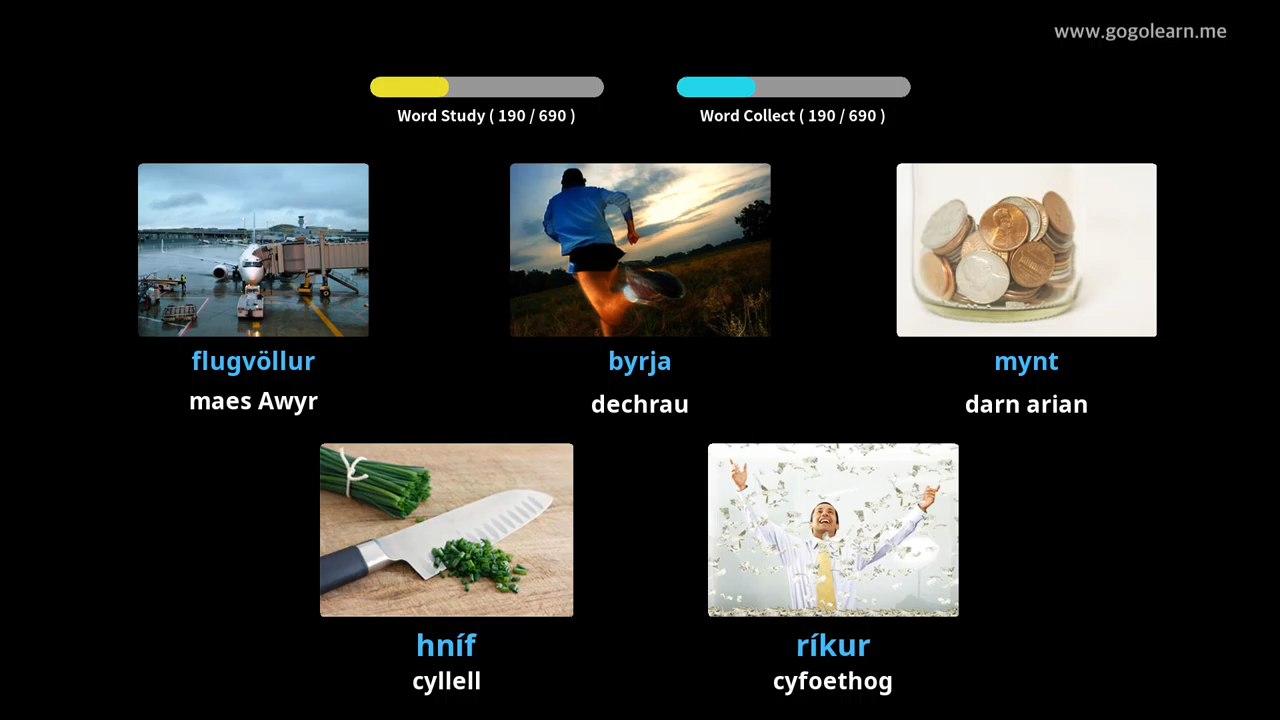 www.gogolearn.me
Word Study ( 190 / 690 )
Word Collect ( 190 / 690 )
flugvöllur
maes Awyr
byrja
dechrau
mynt
darn arian
hníf
cyllell
ríkur
cyfoethog